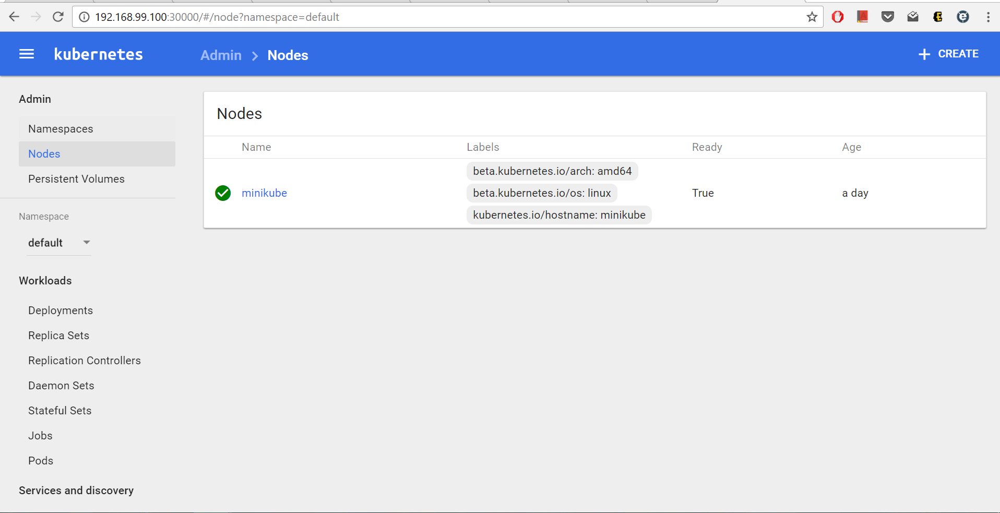 192.168.99.100:30000/#/node?namespace=default
kubernetes
Admin > Nodes
+ CREATE
Admin
Namespaces
Nodes
Persistent Volumes
Namespace
default
Workloads
Deployments
Replica Sets
Replication Controllers
Daemon Sets
Stateful Sets
Jobs
Pods
Services and discovery
Nodes
Name Labels Ready Age
beta.kubernetes.io/arch: amd64
minikube beta.kubernetes.io/os: linux True a day
kubernetes.io/hostname: minikube